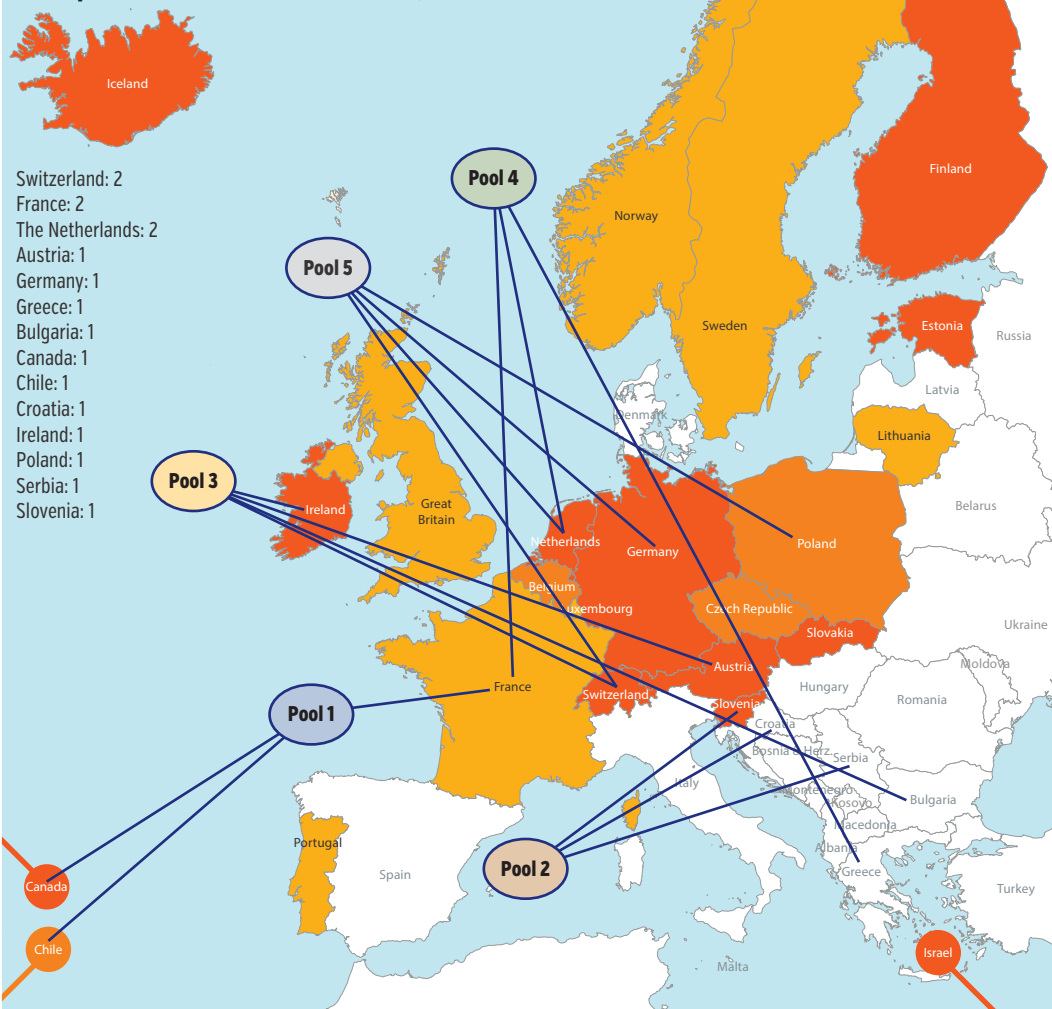 Iceland
Switzerland: 2
France: 2
The Netherlands: 2
Austria: 1
Germany: 1
Greece: 1
Bulgaria: 1
Canada: 1
Chile: 1
Croatia: 1
Ireland: 1
Poland: 1
Serbia: 1
Slovenia: 1
Pool 4
Pool 5
Pool 3
Pool 1
Pool 2
Finland
Norway
Sweden
Estonia
Russia
Latvia
Denmark
Lithuania
Belarus
Ireland
Great
Britain
Netherlands
Germany
Poland
Belgium
uxembourg
Czech Republic
Ukraine
Slovakia
Austria
Moldova
France
Switzerland
Hungary
Romania
Slovenia
Croatia
Bosnia & Herz.
Serbia
Italy
Montenegro
Kosovo
Bulgaria
Macedonia
Albania
Greece
Portugal
Spain
Turkey
Canada
Chile
Israel
Malta